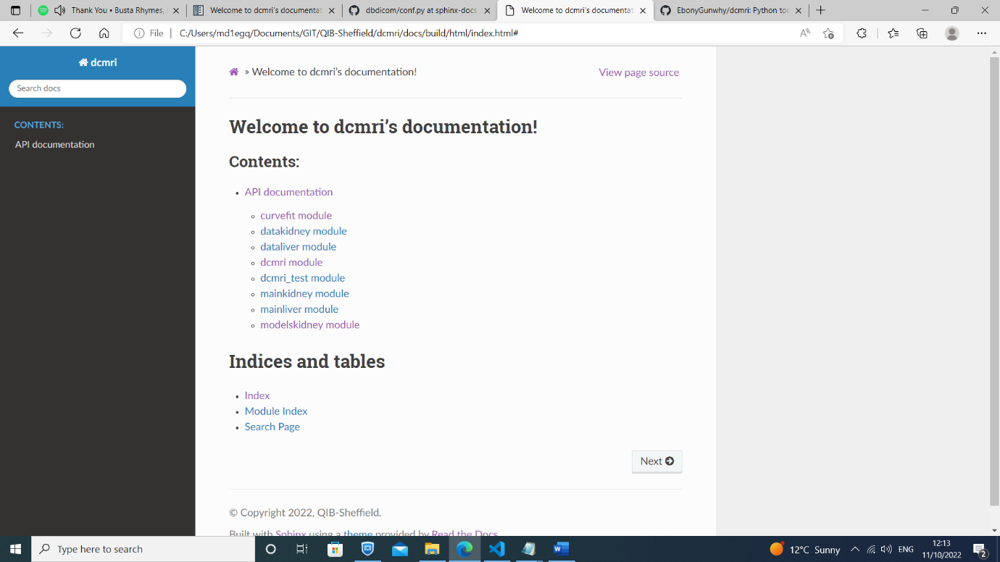 Thank You • Busta Rhymes,
Welcome to dcmri's documentat
dbdicom/conf.py at sphinx-docs
Welcome to dcmri's documentat
EbonyGunwhy/dcmri: Python too
File
C:/Users/md1egq/Documents/GIT/QIB-Sheffield/dcmri/docs/build/html/index.html#
dcmri
Search docs
CONTENTS:
API documentation
» Welcome to dcmri's documentation!
View page source
Welcome to dcmri's documentation!
Contents:
API documentation
curvefit module
datakidney module
dataliver module
dcmri module
dcmri_test module
mainkidney module
mainliver module
modelskidney module
Indices and tables
Index
Module Index
Search Page
Next
© Copyright 2022, QIB-Sheffield.
Built with Sphinx using a theme provided by Read the Docs
Type here to search
12°C Sunny
ENG
12:13
11/10/2022
2